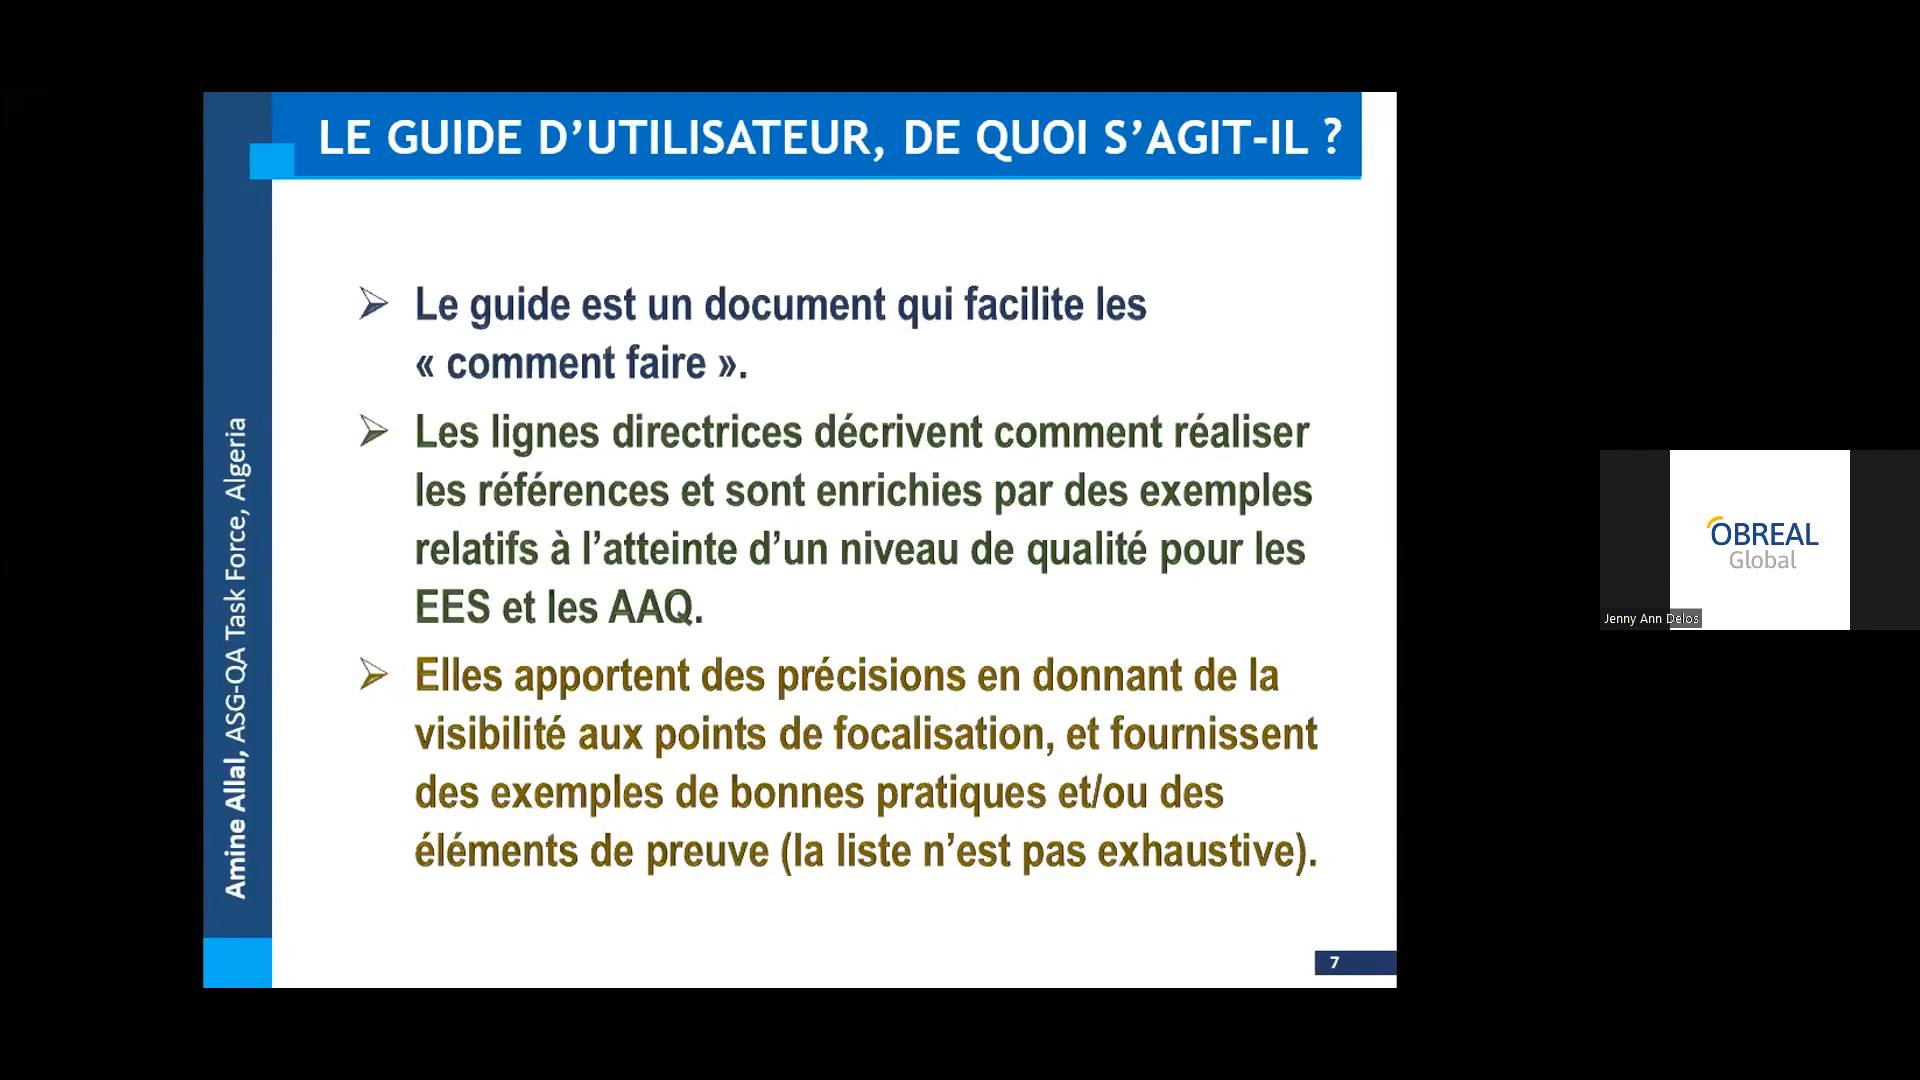 LE GUIDE D’UTILISATEUR, DE QUOI S’AGIT-IL ?
Le guide est un document qui facilite les
« comment faire ».
Les lignes directrices décrivent comment réaliser
les références et sont enrichies par des exemples
relatifs à l’atteinte d’un niveau de qualité pour les
EES et les AAQ.
Elles apportent des précisions en donnant de la
visibilité aux points de focalisation, et fournissent
des exemples de bonnes pratiques et/ou des
éléments de preuve (la liste n’est pas exhaustive).
Amine Allal, ASG-QA Task Force, Algeria
7
OBREAL
Global
Jenny Ann Delos